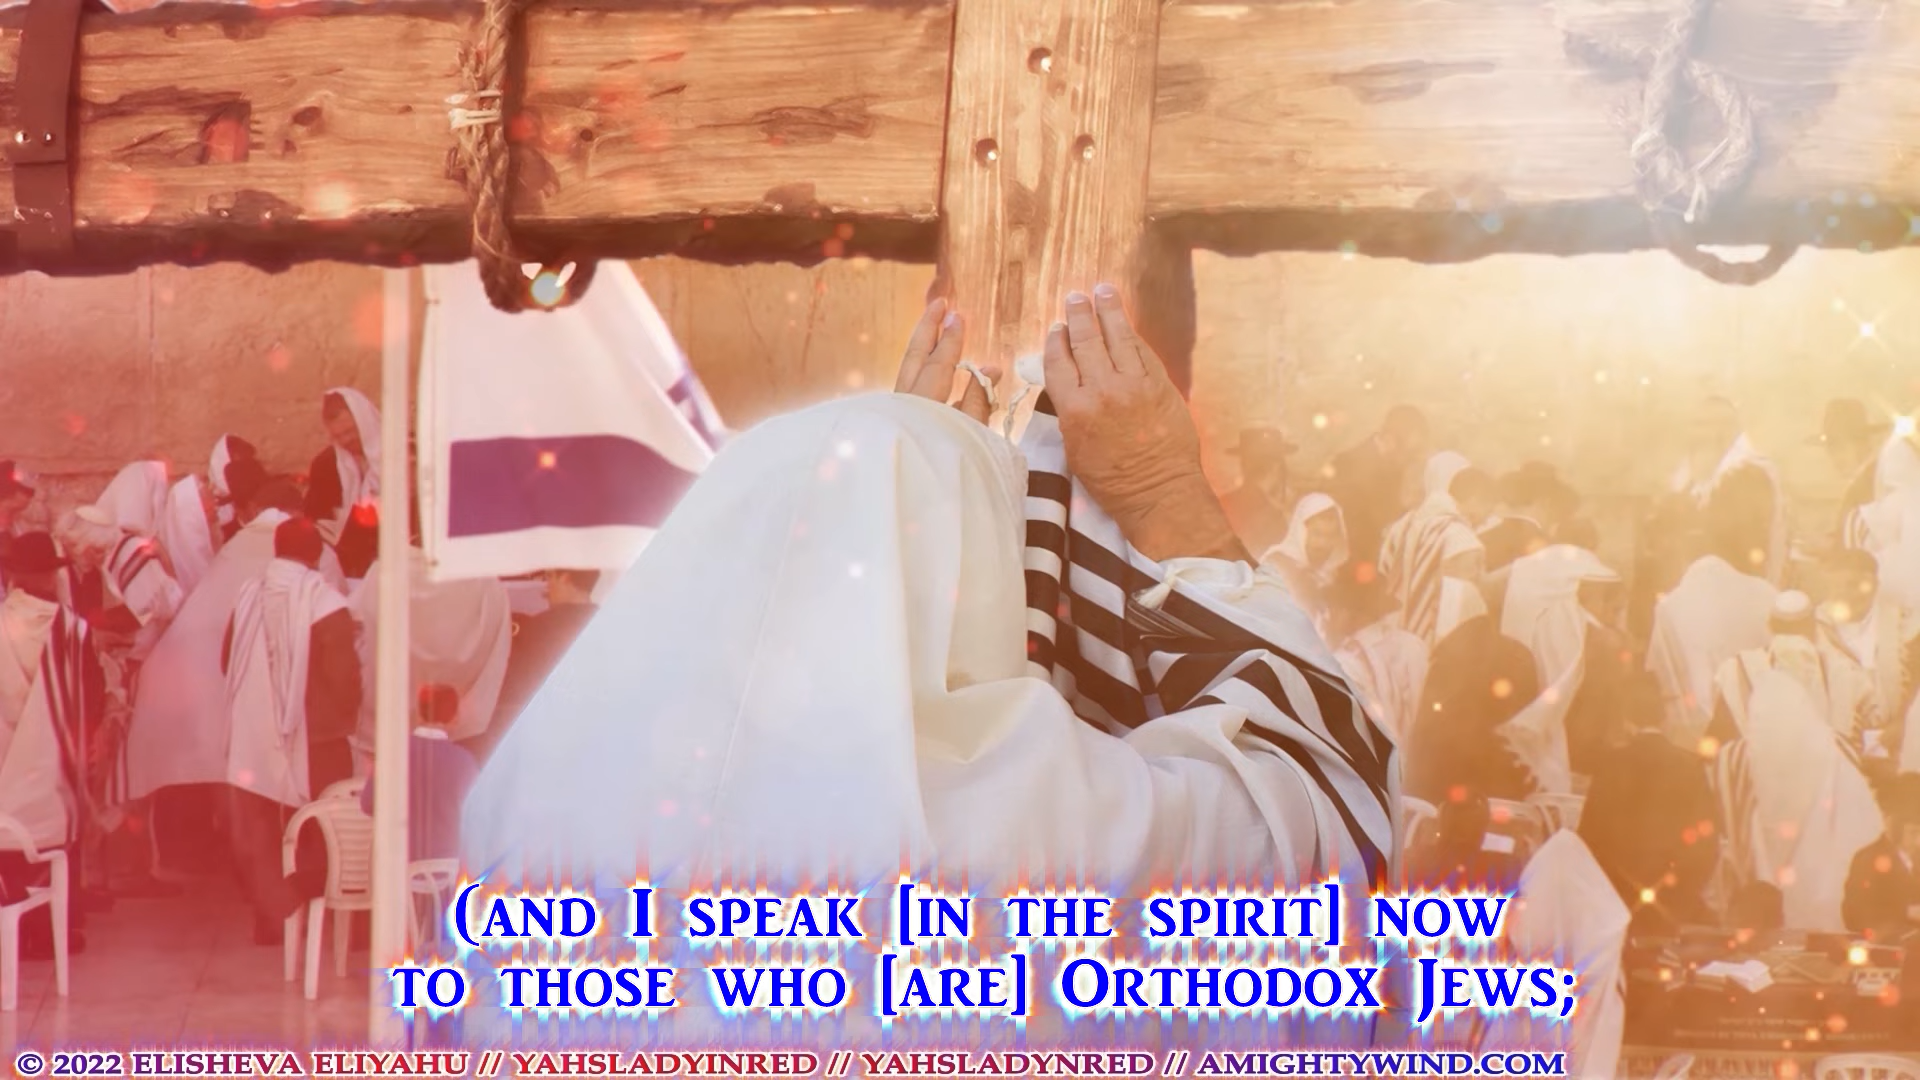 (and I speak [in the spirit] now
to those who [are] Orthodox Jews;
© 2022 ELISHEVA ELIYAHU // YAHSLADYINRED // YAHSLADYNRED // AMIGHTYWIND.COM